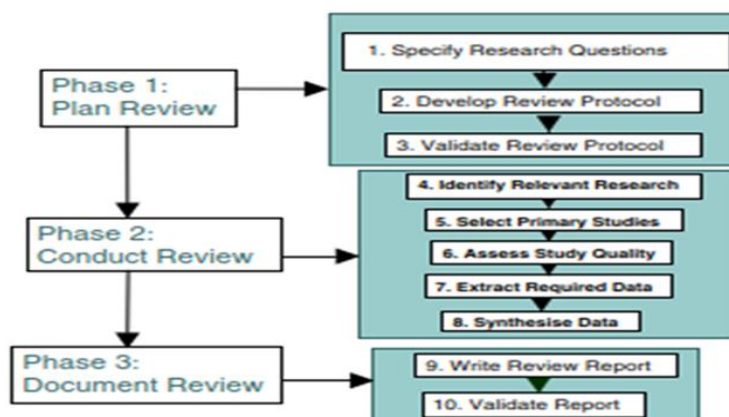 Phase 1:
Plan Review
1. Specify Research Questions
2. Develop Review Protocol
3. Validate Review Protocol
Phase 2:
Conduct Review
4. Identify Relevant Research
5. Select Primary Studies
6. Assess Study Quality
7. Extract Required Data
8. Synthesise Data
Phase 3:
Document Review
9. Write Review Report
10. Validate Report